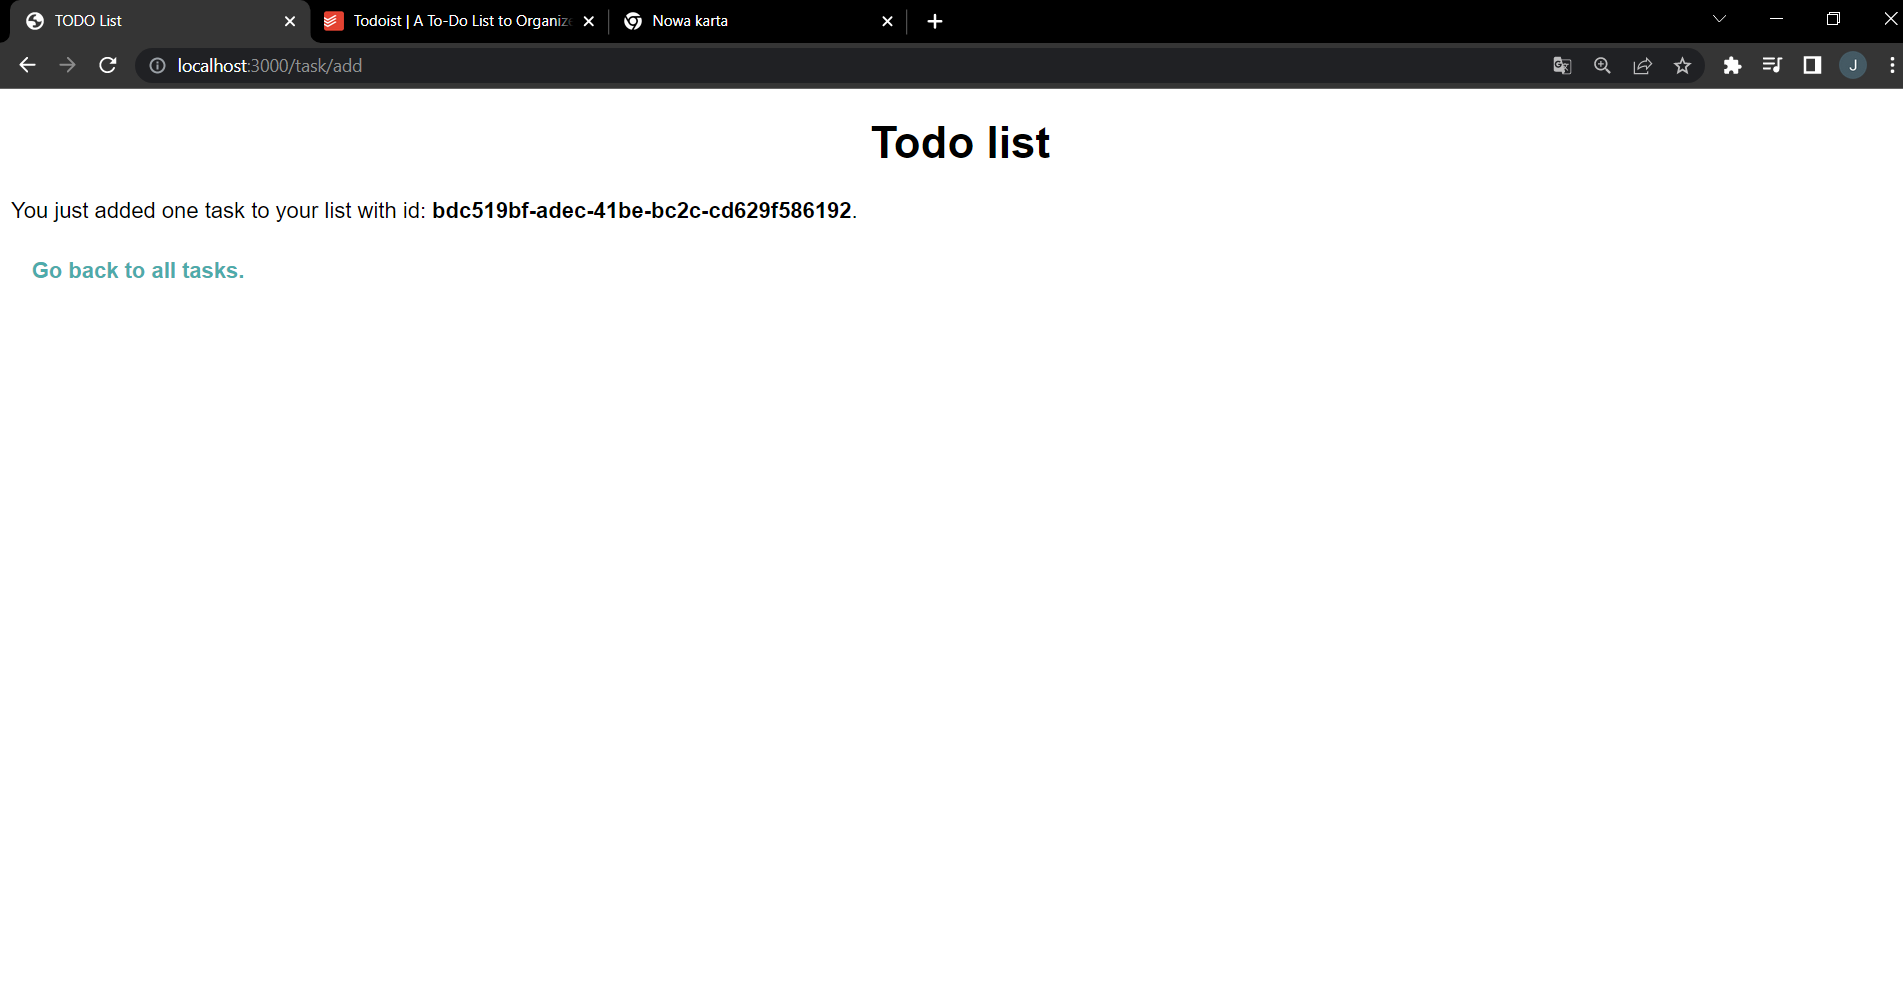 TODO List
Todoist | A To-Do List to Organize
Nowa karta
localhost:3000/task/add
J
Todo list
You just added one task to your list with id: bdc519bf-adec-41be-bc2c-cd629f586192.
Go back to all tasks.